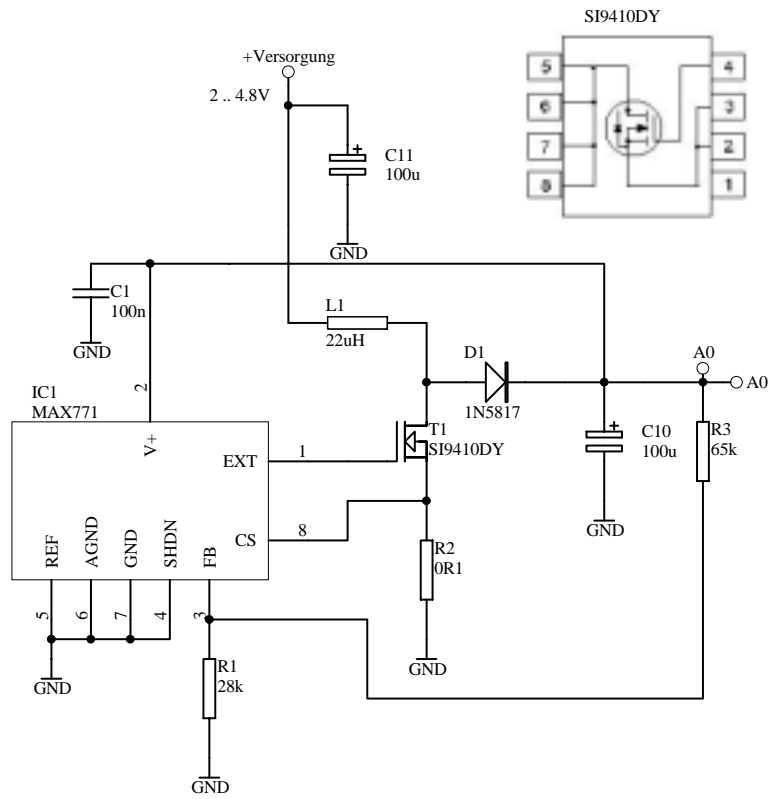 SI9410DY
+Versorgung
2 .. 4.8V
5
6
7
8
4
3
2
1
C11
100u
GND
C1
100n
GND
L1
22uH
D1
1N5817
A0
A0
IC1
MAX771
2
V+
EXT
1
T1
SI9410DY
C10
100u
R3
65k
GND
CS
8
REF
AGND
GND
SHDN
FB
5
6
7
4
3
R2
0R1
GND
GND
R1
28k
GND